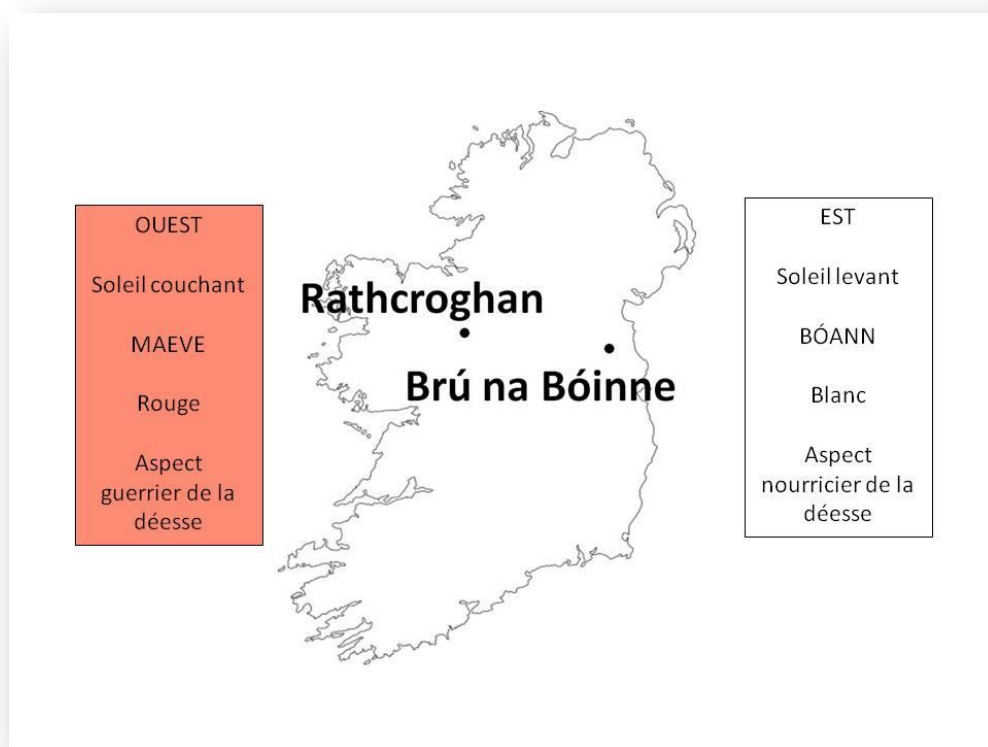 OUEST
Soleil couchant
MAEVE
Rouge
Aspect
guerrier de la
déesse
Rathcroghan
Brú na Bóinne
EST
Soleil levant
BÓANN
Blanc
Aspect
nourricier de la
déesse